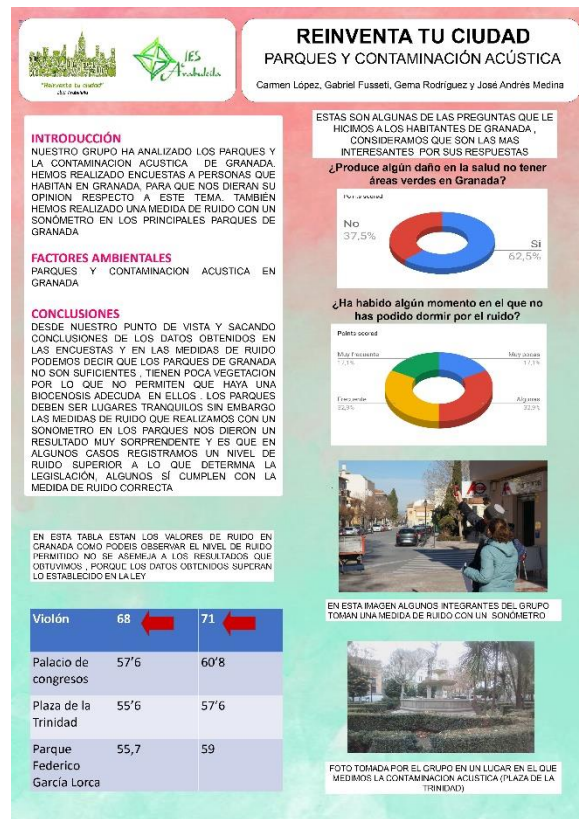 "Reinventa tu ciudad"
IES
Arabuleila
REINVENTA TU CIUDAD
PARQUES Y CONTAMINACIÓN ACÚSTICA
Carmen López, Gabriel Fusseti, Gema Rodríguez y José Andrés Medina
INTRODUCCIÓN
NUESTRO GRUPO HA ANALIZADO LOS PARQUES Y
LA CONTAMINACION ACUSTICA DE GRANADA.
HEMOS REALIZADO ENCUESTAS A PERSONAS QUE
HABITAN EN GRANADA, PARA QUE NOS DIERAN SU
OPINION RESPECTO A ESTE TEMA. TAMBIÉN
HEMOS REALIZADO UNA MEDIDA DE RUIDO CON UN
SONÓMETRO EN LOS PRINCIPALES PARQUES DE
GRANADA
FACTORES AMBIENTALES
PARQUES Y CONTAMINACION ACUSTICA EN
GRANADA
CONCLUSIONES
DESDE NUESTRO PUNTO DE VISTA Y SACANDO
CONCLUSIONES DE LOS DATOS OBTENIDOS EN
LAS ENCUESTAS Y EN LAS MEDIDAS DE RUIDO
PODEMOS DECIR QUE LOS PARQUES DE GRANADA
NO SON SUFICIENTES , TIENEN POCA VEGETACION
POR LO QUE NO PERMITEN QUE HAYA UNA
BIOCENOSIS ADECUADA EN ELLOS . LOS PARQUES
DEBEN SER LUGARES TRANQUILOS SIN EMBARGO
LAS MEDIDAS DE RUIDO QUE REALIZAMOS CON UN
SONOMETRO EN LOS PARQUES NOS DIERON UN
RESULTADO MUY SORPRENDENTE Y ES QUE EN
ALGUNOS CASOS REGISTRAMOS UN NIVEL DE
RUIDO SUPERIOR A LO QUE DETERMNA LA
LEGISLACIÓN, ALGUNOS SÍ CUMPLEN CON LA
MEDIDA DE RUIDO CORRECTA
EN ESTA TABLA ESTAN LOS VALORES DE RUIDO EN
GRANADA COMO PODEIS OBSERVAR EL NIVEL DE RUIDO
PERMITIDO NO SE ASEMEJA A LOS RESULTADOS QUE
OBTUVIMOS , PORQUE LOS DATOS OBTENIDOS SUPERAN
LO ESTABLECIDO EN LA LEY
Violón 68 71
Palacio de congresos 57'6 60'8
Plaza de la Trinidad 55'6 57'6
Parque Federico García Lorca 55,7 59
ESTAS SON ALGUNAS DE LAS PREGUNTAS QUE LE
HICIMOS A LOS HABITANTES DE GRANADA ,
CONSIDERAMOS QUE SON LAS MAS
INTERESANTES POR SUS RESPUESTAS
¿Produce algún daño en la salud no tener
áreas verdes en Granada?
Points scored
No
37,5%
Si
62,5%
¿Ha habido algún momento en el que no
has podido dormir por el ruido?
Points scored
Muy Frecuente
17,1%
Muy pocas
17,1%
Frecuente
32,9%
Algunas
32,9%
EN ESTA IMAGEN ALGUNOS INTEGRANTES DEL GRUPO
TOMAN UNA MEDIDA DE RUIDO CON UN SONÓMETRO
FOTO TOMADA POR EL GRUPO EN UN LUGAR EN EL QUE
MEDIMOS LA CONTAMINACION ACUSTICA (PLAZA DE LA
TRINIDAD)